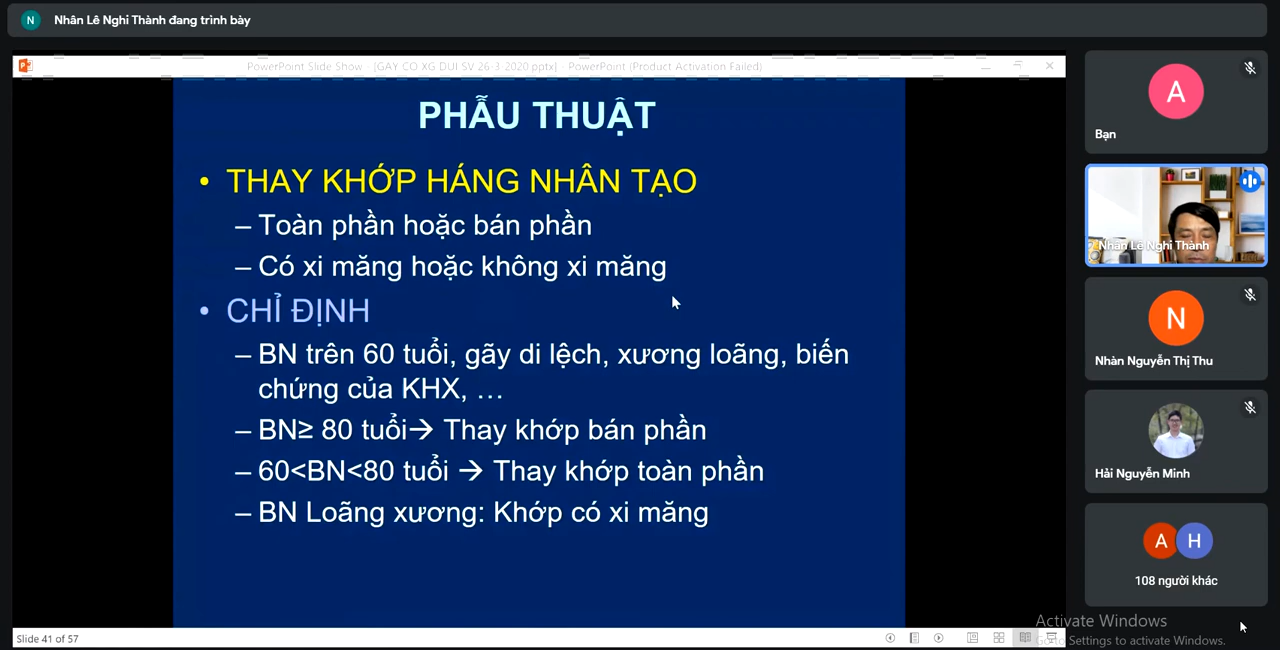 N Nhân Lê Nghi Thành đang trình bày
PowerPoint Slide Show - [GAY CO XG DUI-SV 26-3-2020.pptx] - PowerPoint (Product Activation Failed)
PHẪU THUẬT
• THAY KHỚP HÁNG NHÂN TẠO
– Toàn phần hoặc bán phần
– Có xi măng hoặc không xi măng
• CHỈ ĐỊNH
– BN trên 60 tuổi, gãy di lệch, xương loãng, biến
chứng của KHX, …
– BN≥ 80 tuổi→ Thay khớp bán phần
– 60<BN<80 tuổi → Thay khớp toàn phần
– BN Loãng xương: Khớp có xi măng
Slide 41 of 57
A
Bạn
Nhân Lê Nghi Thành
N
Nhàn Nguyễn Thị Thu
Hải Nguyễn Minh
A H
108 người khác
Activate Windows
Go to Settings to activate Windows.